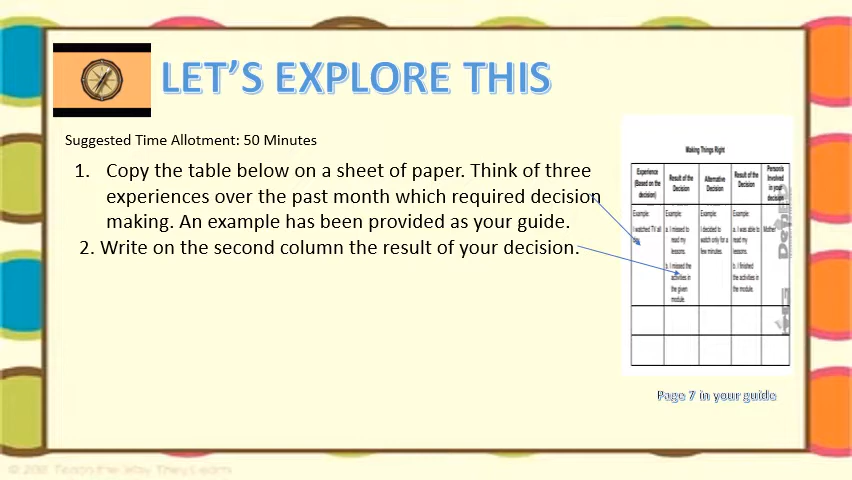 LET'S EXPLORE THIS
Suggested Time Allotment: 50 Minutes
1. Copy the table below on a sheet of paper. Think of three
experiences over the past month which required decision
making. An example has been provided as your guide.
2. Write on the second column the result of your decision.
Making Things Right
Experience
(Based on the
decision)
Result of the
Decision
Alternative
Decision
Result of the
Decision
Person/s
Involved
in your
decision
Example:
I watched TV all
Example:
a. I missed to
read my
lessons.
b. I missed the
activities in
the given
module.
Example:
I decided to
watch only for a
few minutes.
Example:
a. I was able to
read my
lessons.
b. I finished
the activities in
the module.
Mother
DepED
Page 7 in your guide